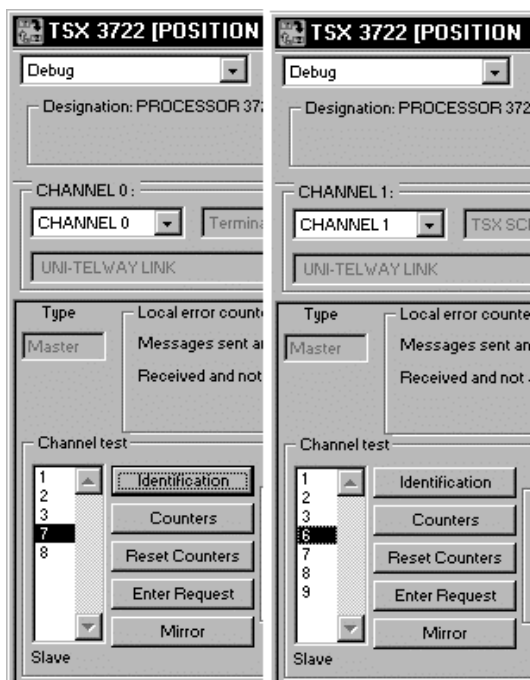 TSX 3722 [POSITION
Debug
Designation: PROCESSOR 372
CHANNEL 0 :
CHANNEL 0
Termina
UNI-TELWAY LINK
Type
Master
Local error counte
Messages sent an
Received and not
Channel test
1
2
3
7
8
Identification
Counters
Reset Counters
Enter Request
Mirror
Slave
TSX 3722 [POSITION
Debug
Designation: PROCESSOR 372
CHANNEL 1:
CHANNEL 1
TSX SC
UNI-TELWAY LINK
Type
Master
Local error counte
Messages sent an
Received and not
Channel test
1
2
3
6
7
8
9
Identification
Counters
Reset Counters
Enter Request
Mirror
Slave